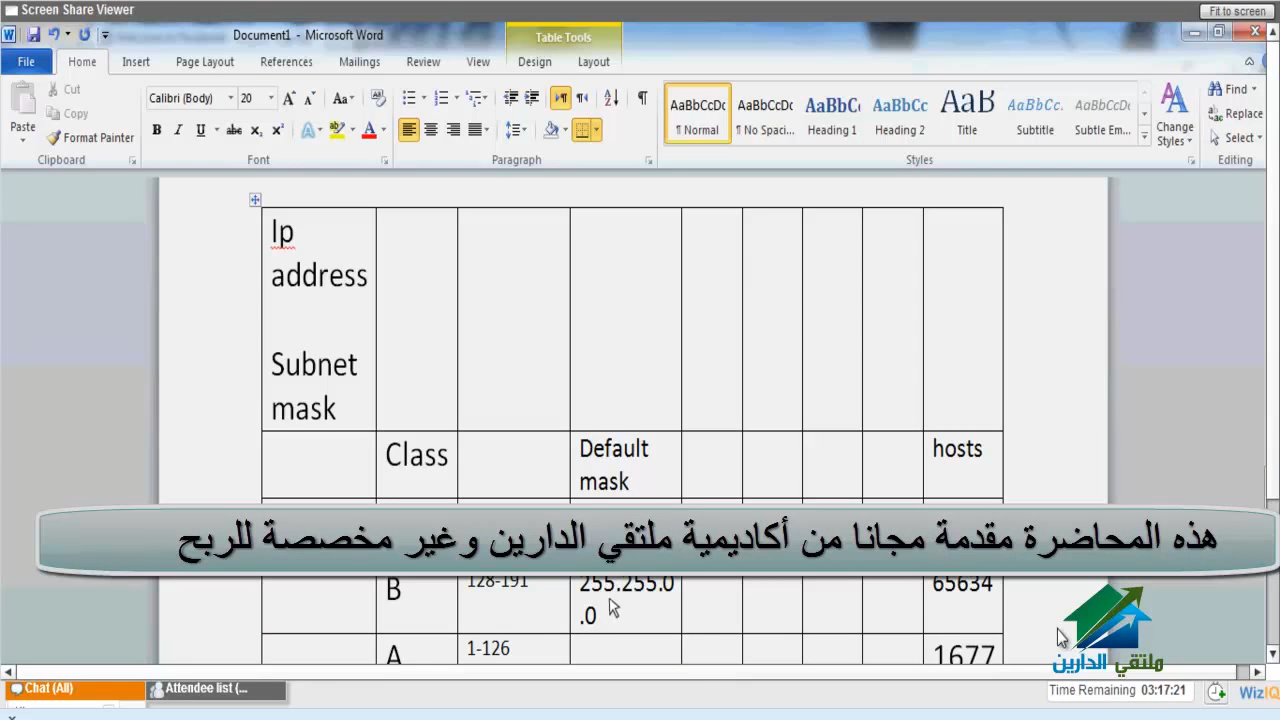 Screen Share Viewer
Fit to screen
Document1 - Microsoft Word
Table Tools
File Home Insert Page Layout References Mailings Review View Design Layout
Paste
Cut
Copy
Format Painter
Clipboard
Calibri (Body) 20
Font
Paragraph
AaBbCcDc AaBbCcDc AaBbCc AaBbCc AaB AaBbCc. AaBbCcDc
¶ Normal ¶ No Spaci... Heading 1 Heading 2 Title Subtitle Subtle Em...
Change
Styles
Styles
Find
Replace
Select
Editing
Ip
address
Subnet
mask
Class
Default
mask
hosts
هذه المحاضرة مقدمة مجانا من أكاديمية ملتقي الدارين وغير مخصصة للربح
B 128-191 255.255.0
.0
65634
A 1-126 1677
ملتقي الدارين
Chat (All)
Attendee list (...
Time Remaining 03:17:21
WizIQ